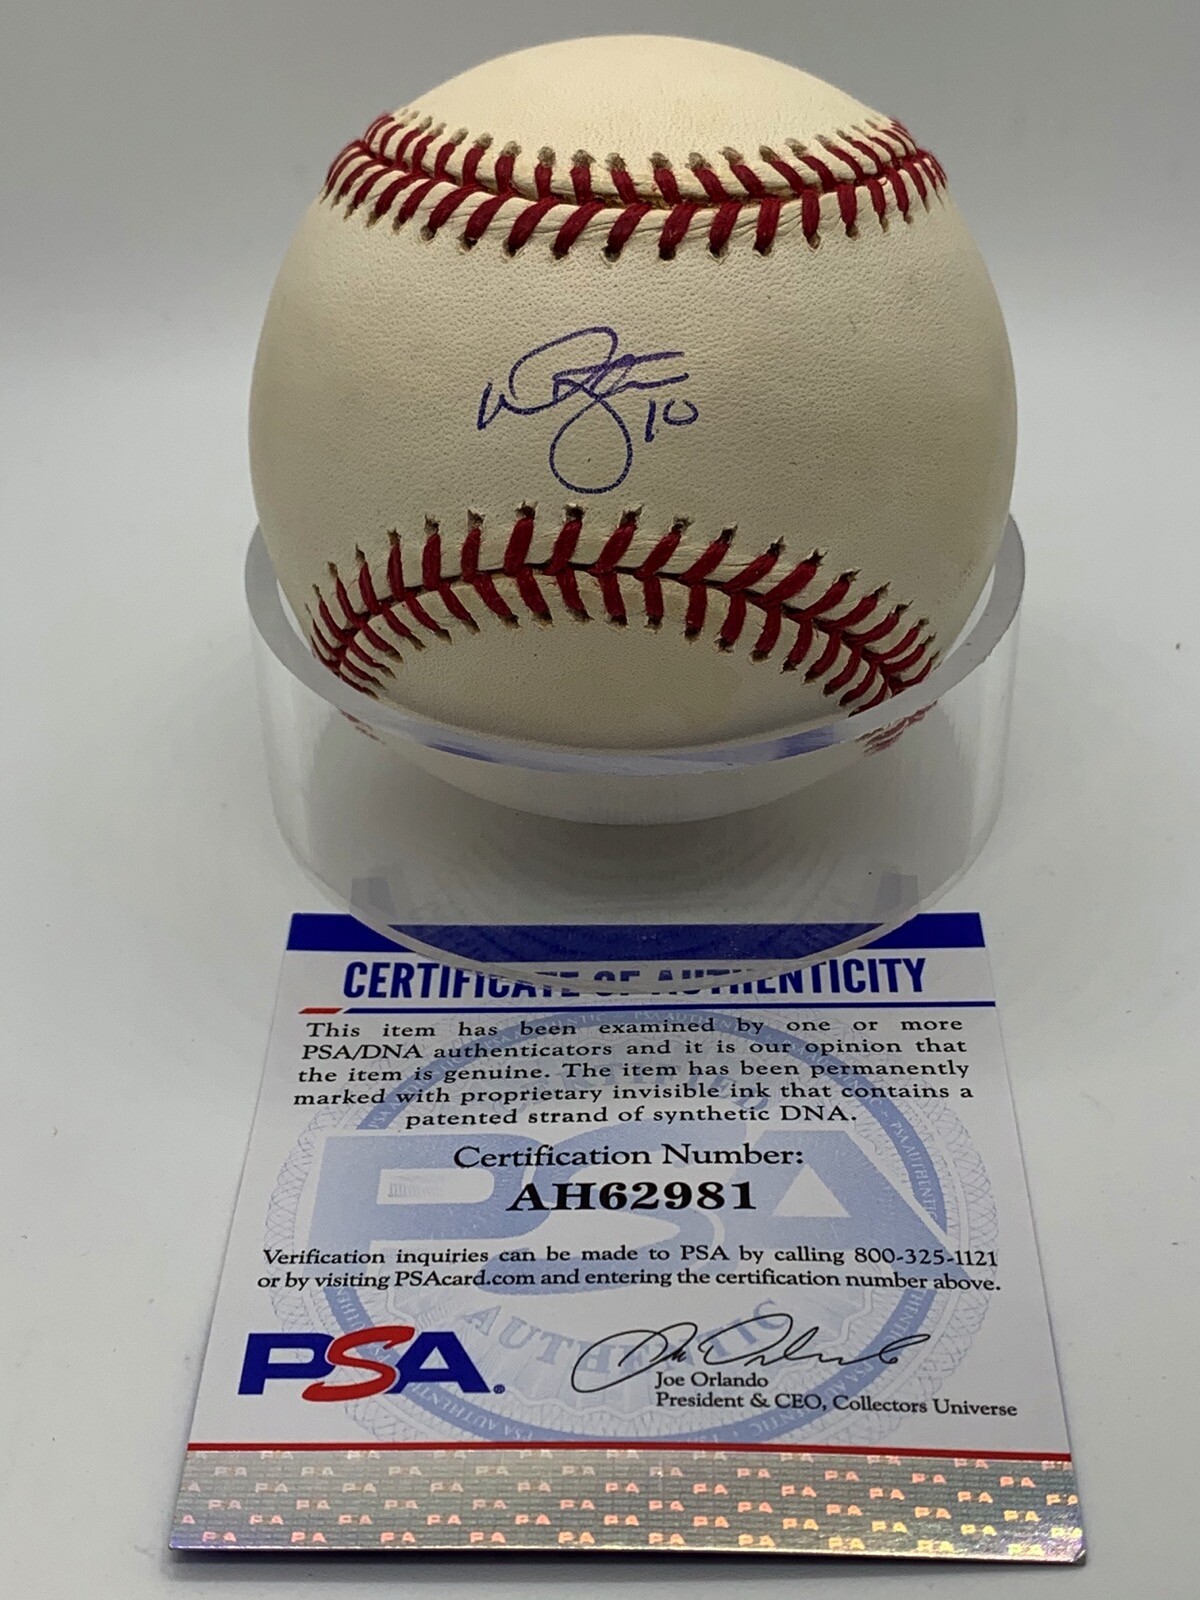 10
CERTIFICATE OF AUTHENTICITY
This item has been examined by one or more
PSA/DNA authenticators and it is our opinion that
the item is genuine. The item has been permanently
marked with proprietary invisible ink that contains a
patented strand of synthetic DNA.
Certification Number:
AH62981
Verification inquiries can be made to PSA by calling 800-325-1121
or by visiting PSAcard.com and entering the certification number above.
PSA
Joe Orlando
President & CEO, Collectors Universe